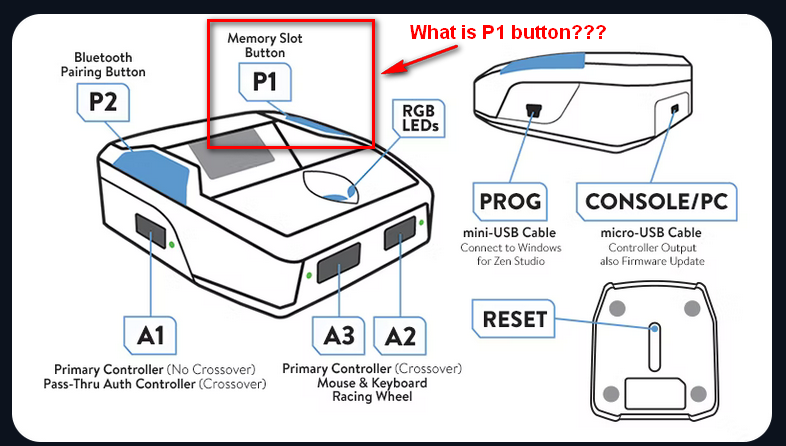 What is P1 button???
Memory Slot
Button
P1
Bluetooth
Pairing Button
P2
RGB
LEDs
PROG
mini-USB Cable
Connect to Windows
for Zen Studio
CONSOLE/PC
micro-USB Cable
Controller Output
also Firmware Update
A1
Primary Controller (No Crossover)
Pass-Thru Auth Controller (Crossover)
A3
A2
Primary Controller (Crossover)
Mouse & Keyboard
Racing Wheel
RESET